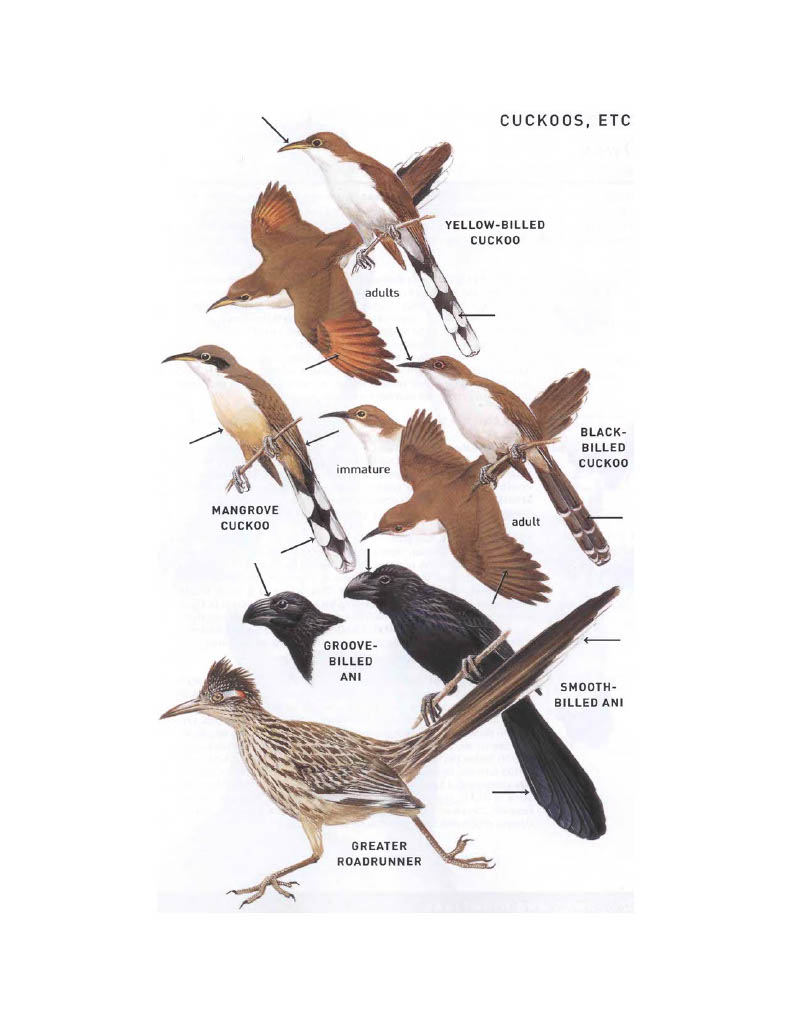 CUCKOOS, ETC
YELLOW-BILLED
CUCKOO
adults
BLACK-
BILLED
CUCKOO
immature
MANGROVE
CUCKOO
adult
GROOVE-
BILLED
ANI
SMOOTH-
BILLED ANI
GREATER
ROADRUNNER